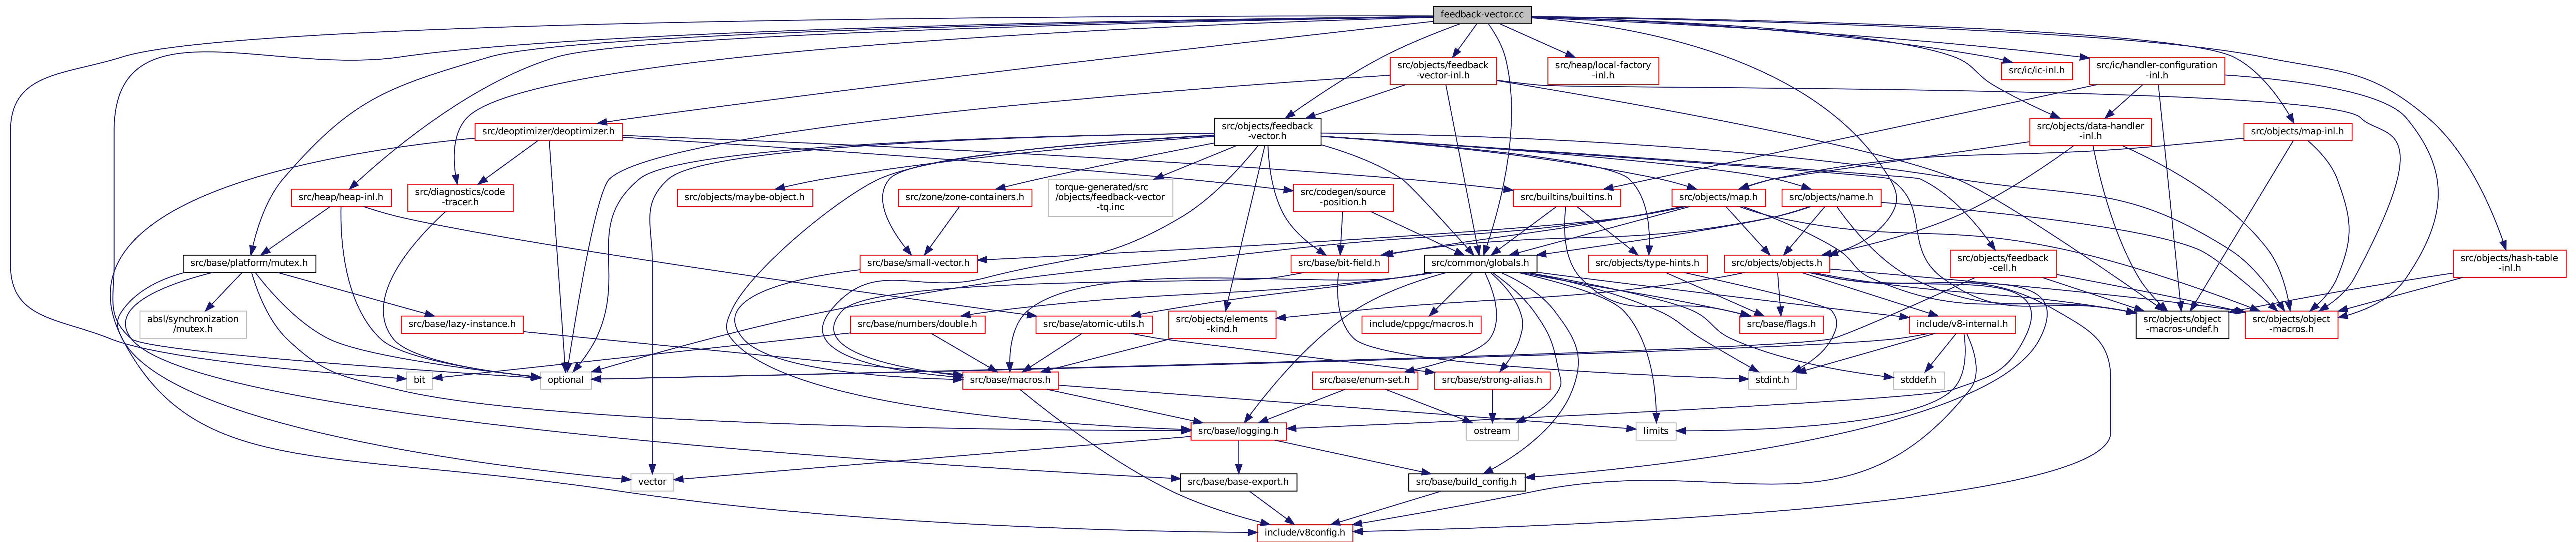 feedback-vector.cc
src/objects/feedback
-vector-inl.h
src/heap/local-factory
-inl.h
src/ic/ic-inl.h
src/ic/handler-configuration
-inl.h
src/deoptimizer/deoptimizer.h
src/objects/feedback
-vector.h
src/objects/data-handler
-inl.h
src/objects/map-inl.h
src/heap/heap-inl.h
src/diagnostics/code
-tracer.h
src/objects/maybe-object.h
src/zone/zone-containers.h
torque-generated/src
/objects/feedback-vector
-tq.inc
src/codegen/source
-position.h
src/builtins/builtins.h
src/objects/map.h
src/objects/name.h
src/base/platform/mutex.h
src/base/small-vector.h
src/base/bit-field.h
src/common/globals.h
src/objects/type-hints.h
src/objects/objects.h
src/objects/feedback
-cell.h
src/objects/hash-table
-inl.h
absl/synchronization
/mutex.h
src/base/lazy-instance.h
src/base/numbers/double.h
src/base/atomic-utils.h
src/objects/elements
-kind.h
include/cppgc/macros.h
src/base/flags.h
include/v8-internal.h
src/objects/object
-macros-undef.h
src/objects/object
-macros.h
bit
optional
src/base/macros.h
src/base/enum-set.h
src/base/strong-alias.h
stdint.h
stddef.h
src/base/logging.h
ostream
limits
vector
src/base/base-export.h
src/base/build_config.h
include/v8config.h